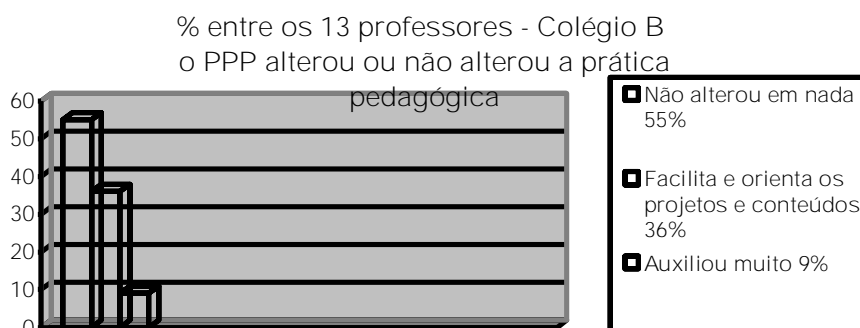 % entre os 13 professores - Colégio B
o PPP alterou ou não alterou a prática
pedagógica
60
50
40
30
20
10
0
Não alterou em nada
55%
Facilita e orienta os
projetos e conteúdos
36%
Auxiliou muito 9%